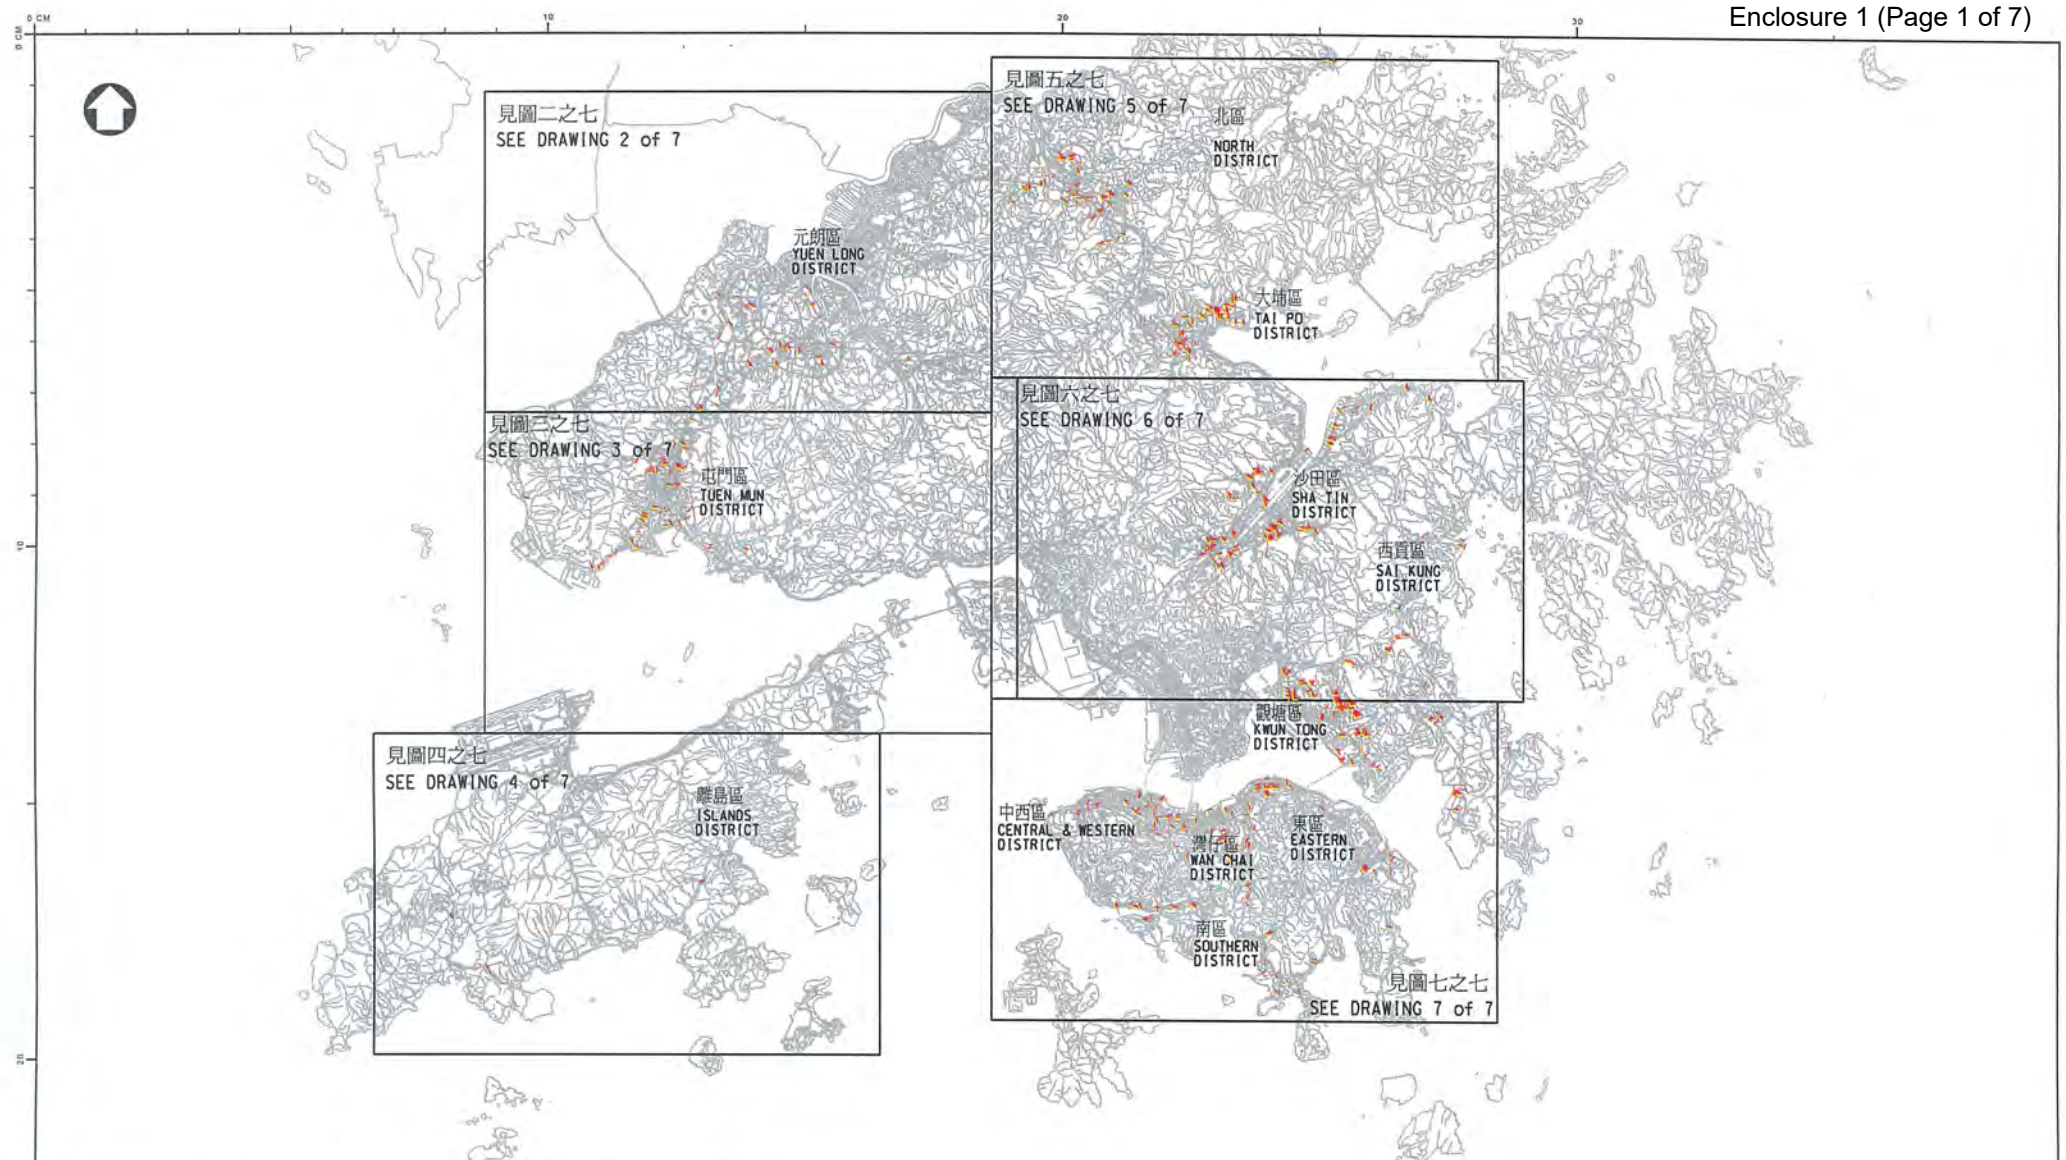 Enclosure 1 (Page 1 of 7)
0 CM
10
20
30
0 CM
10
20
見圖二之七
SEE DRAWING 2 of 7
元朗區
YUEN LONG
DISTRICT
見圖五之七
SEE DRAWING 5 of 7
北區
NORTH
DISTRICT
大埔區
TAI PO
DISTRICT
見圖三之七
SEE DRAWING 3 of 7
屯門區
TUEN MUN
DISTRICT
見圖六之七
SEE DRAWING 6 of 7
沙田區
SHA TIN
DISTRICT
西貢區
SAI KUNG
DISTRICT
見圖四之七
SEE DRAWING 4 of 7
離島區
ISLANDS
DISTRICT
觀塘區
KWUN TONG
DISTRICT
中西區
CENTRAL & WESTERN
DISTRICT
灣仔區
WAN CHAI
DISTRICT
東區
EASTERN
DISTRICT
南區
SOUTHERN
DISTRICT
見圖七之七
SEE DRAWING 7 of 7